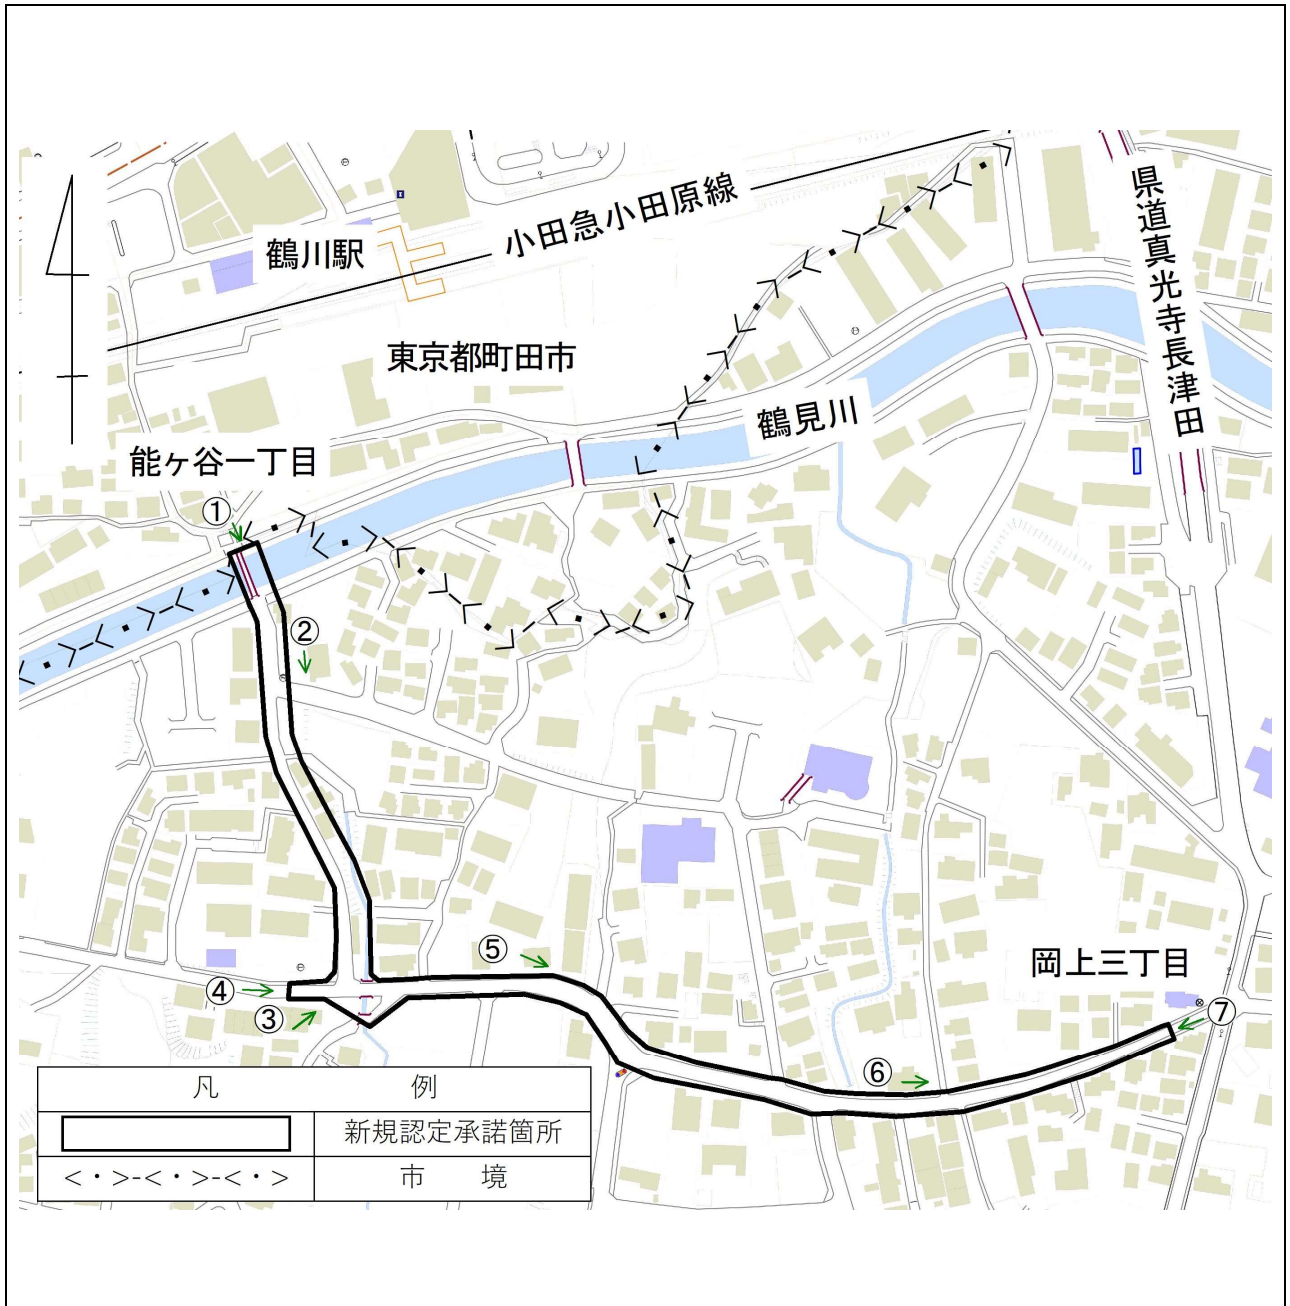 小田急小田原線
県道真光寺長津田
鶴川駅
東京都町田市
鶴見川
能ヶ谷一丁目
①
②
⑤
岡上三丁目
④
③
⑦
⑥
凡 例
新規認定承諾箇所
<・>-<・>-<・> 市 境